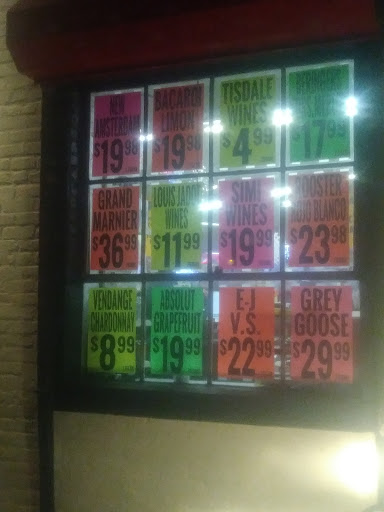 NEW
AMSTERDAM
$19 98
BACARDI
LIMON
$19 98
TISDALE
WINES
$4 99
$17 99
GRAND
MARNIER
$36 99
LOUIS JADOT
WINES
$11 99
SIMI
WINES
$19 99
ROOSTER
ROJO BLANCO
$23 98
VENDANGE
CHARDONNAY
$8 99
ABSOLUT
GRAPEFRUIT
$19 99
E-J
V.S.
$22 99
GREY
GOOSE
$29 99